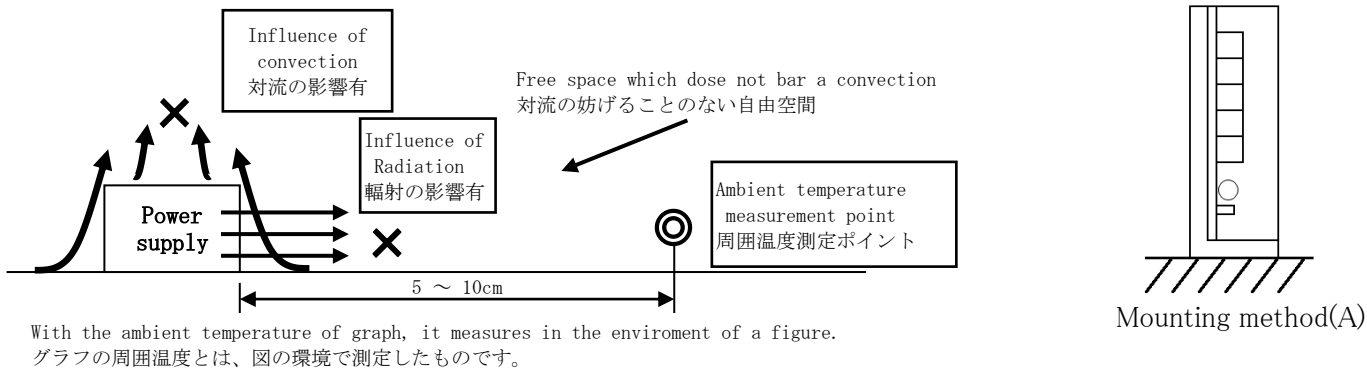 Influence of
convection
対流の影響有
Free space which dose not bar a convection
対流の妨げることのない自由空間
Influence of
Radiation
輻射の影響有
Power
supply
Ambient temperature
measurement point
周囲温度測定ポイント
5 ～ 10cm
With the ambient temperature of graph, it measures in the enviroment of a figure.
グラフの周囲温度とは、図の環境で測定したものです。
Mounting method(A)